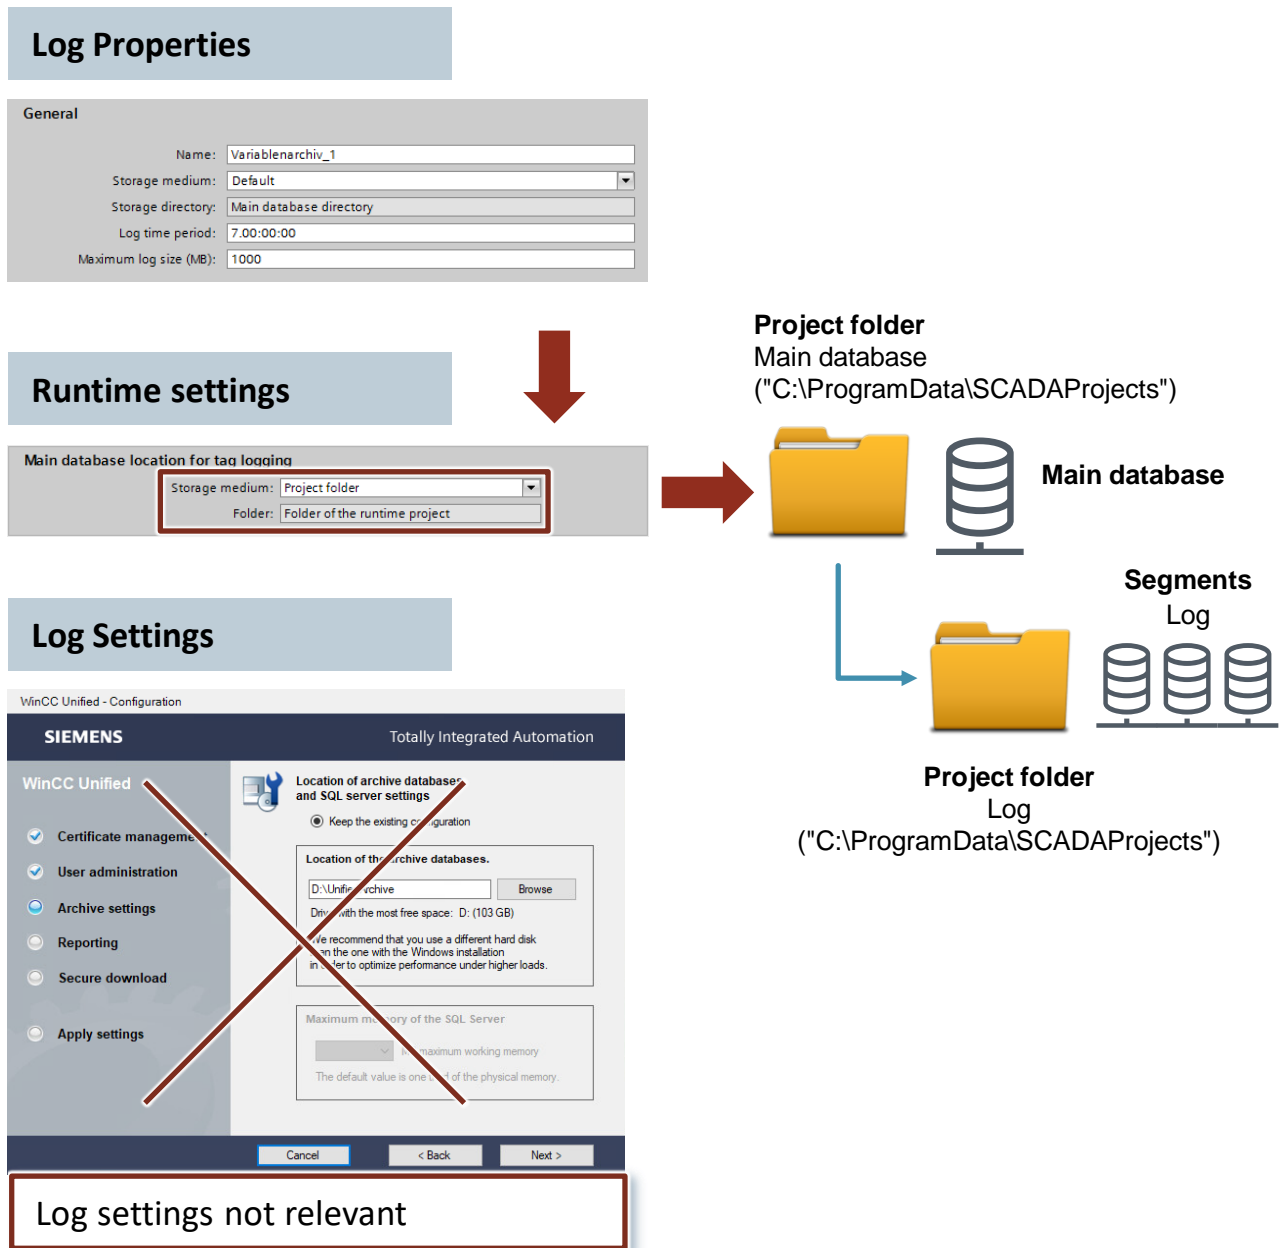 Log Properties
General
Name: Variablenarchiv_1
Storage medium: Default
Storage directory: Main database directory
Log time period: 7.00:00:00
Maximum log size (MB): 1000
Runtime settings
Main database location for tag logging
Storage medium: Project folder
Folder: Folder of the runtime project
Project folder
Main database
("C:\ProgramData\SCADAProjects")
Main database
Segments
Log
Project folder
Log
("C:\ProgramData\SCADAProjects")
Log Settings
WinCC Unified - Configuration
SIEMENS
Totally Integrated Automation
WinCC Unified
Certificate management
User administration
Archive settings
Reporting
Secure download
Apply settings
Location of archive databases
and SQL server settings
Keep the existing configuration
Location of the archive databases.
D:\UnifiedArchive
Browse
Drive with the most free space: D: (103 GB)
We recommend that you use a different hard disk
than the one with the Windows installation
in order to optimize performance under higher loads.
Maximum memory of the SQL Server
maximum working memory
The default value is one third of the physical memory.
Cancel
< Back
Next >
Log settings not relevant